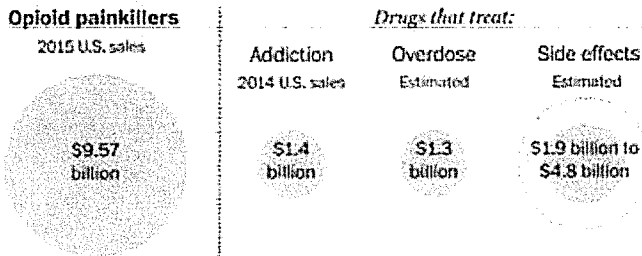 Opioid painkillers
2015 U.S. sales
$9.57
billion
Drugs that treat:
Addiction
2014 U.S. sales
$1.4
billion
Overdose
Estimated
$1.3
billion
Side effects
Estimated
$1.9 billion to
$4.8 billion